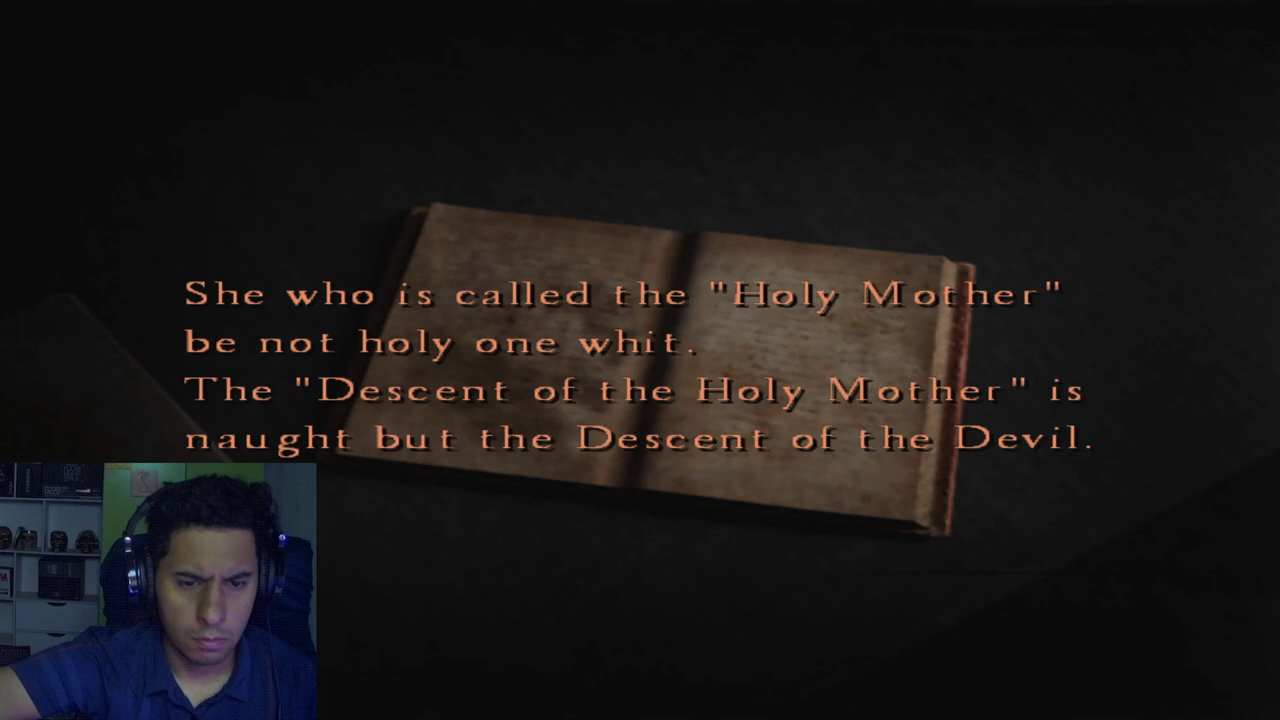 She who is called the "Holy Mother"
be not holy one whit.
The "Descent of the Holy Mother" is
naught but the Descent of the Devil.